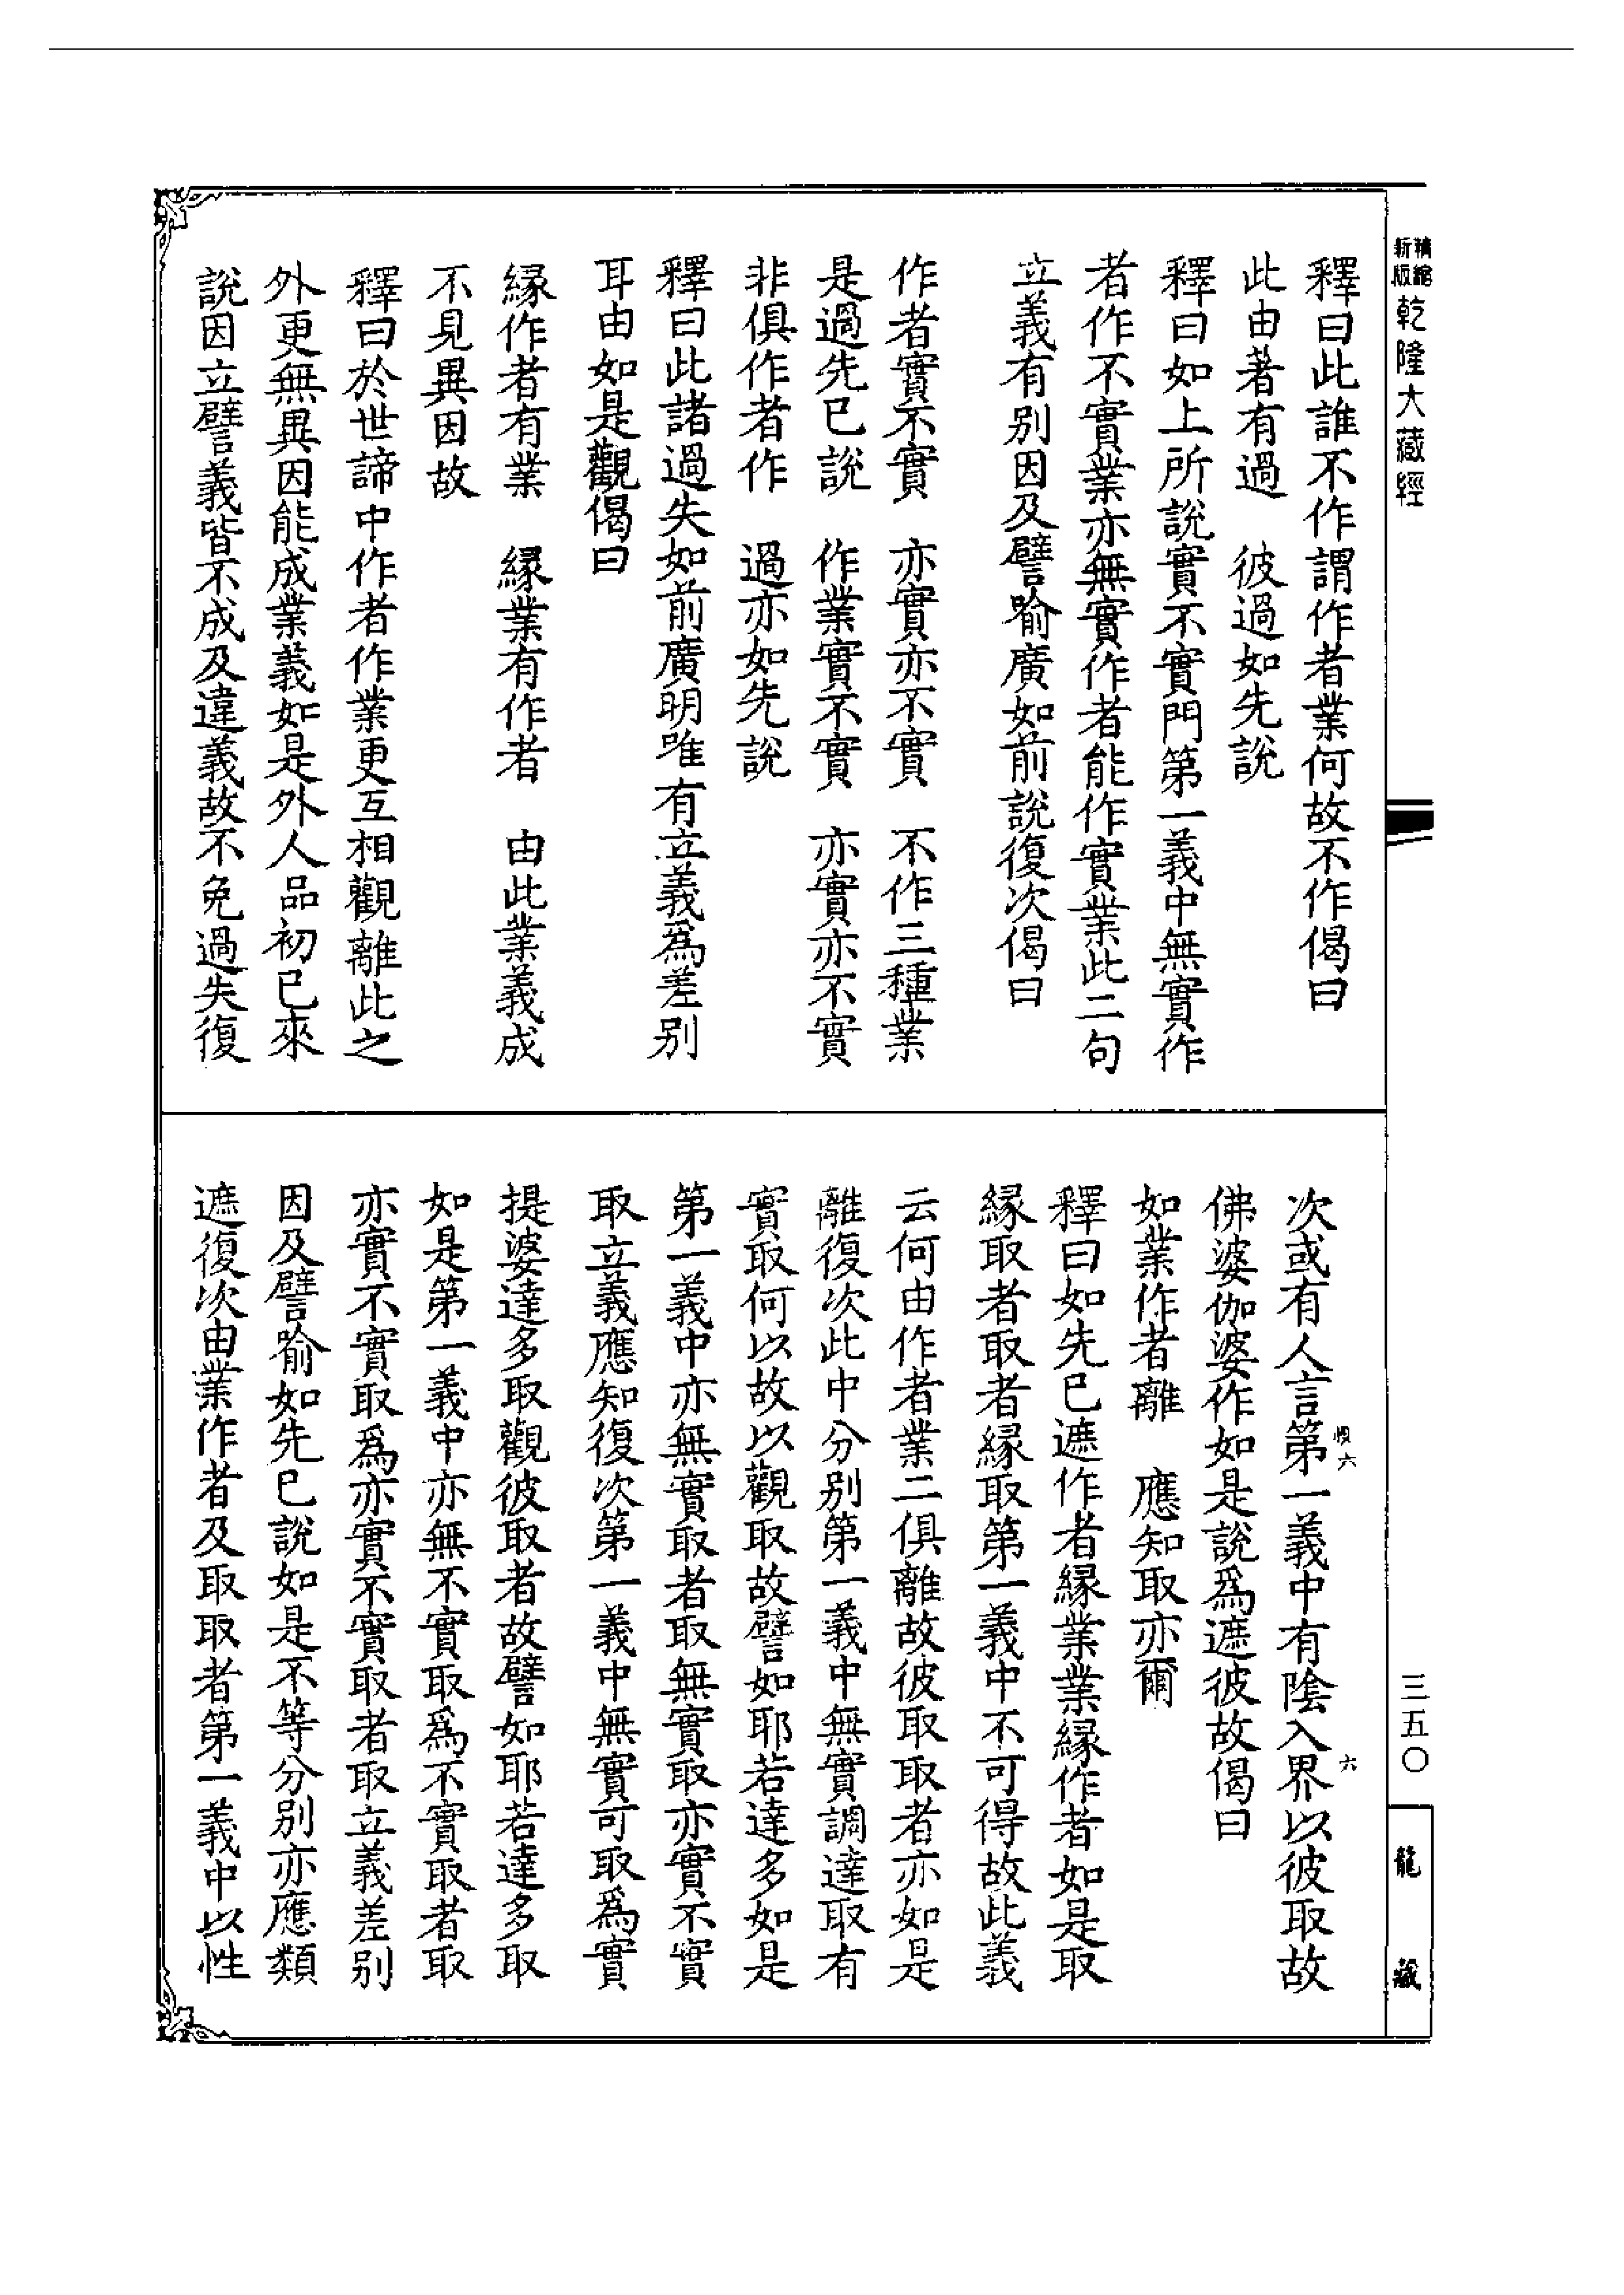 新版精縮乾隆大藏經
釋曰此誰不作謂作者業何故不作偈曰
此由著有過　彼過如先說
釋曰如上所說實不實門第一義中無實作
者作不實業亦無實作者能作實業此二句
立義有別因及譬喻廣如前說復次偈曰
作者實不實　亦實亦不實　不作三種業
是過先已說　作業實不實　亦實亦不實
非俱作者作　過亦如先說
釋曰此諸過失如前廣明唯有立義為差別
耳由如是觀偈曰
緣作者有業　緣業有作者　由此業義成
不見異因故
釋曰於世諦中作者作業更互相觀離此之
外更無異因能成業義如是外人品初已來
說因立譬義皆不成及違義故不免過失復
次或有人言第一義中有陰入界以彼取故
佛婆伽婆作如是說爲遮彼故偈曰
如業作者離　應知取亦爾
釋曰如先已遮作者緣業業緣作者如是取
緣取者取者緣取第一義中不可得故此義
云何由作者業二俱離故彼取取者亦如是
離復次此中分別第一義中無實調達取有
實取何以故以觀取故譬如耶若達多如是
第一義中亦無實取者取無實取亦實不實
取立義應知復次第一義中無實可取爲實
提婆達多取觀彼取者故譬如耶若達多取
如是第一義中亦無不實取爲不實取者取
亦實不實取爲亦實不實取者取立義差別
因及譬喻如先已說如是不等分別亦應類
遮復次由業作者及取取者第一義中以性
六
六
三五〇
龍藏